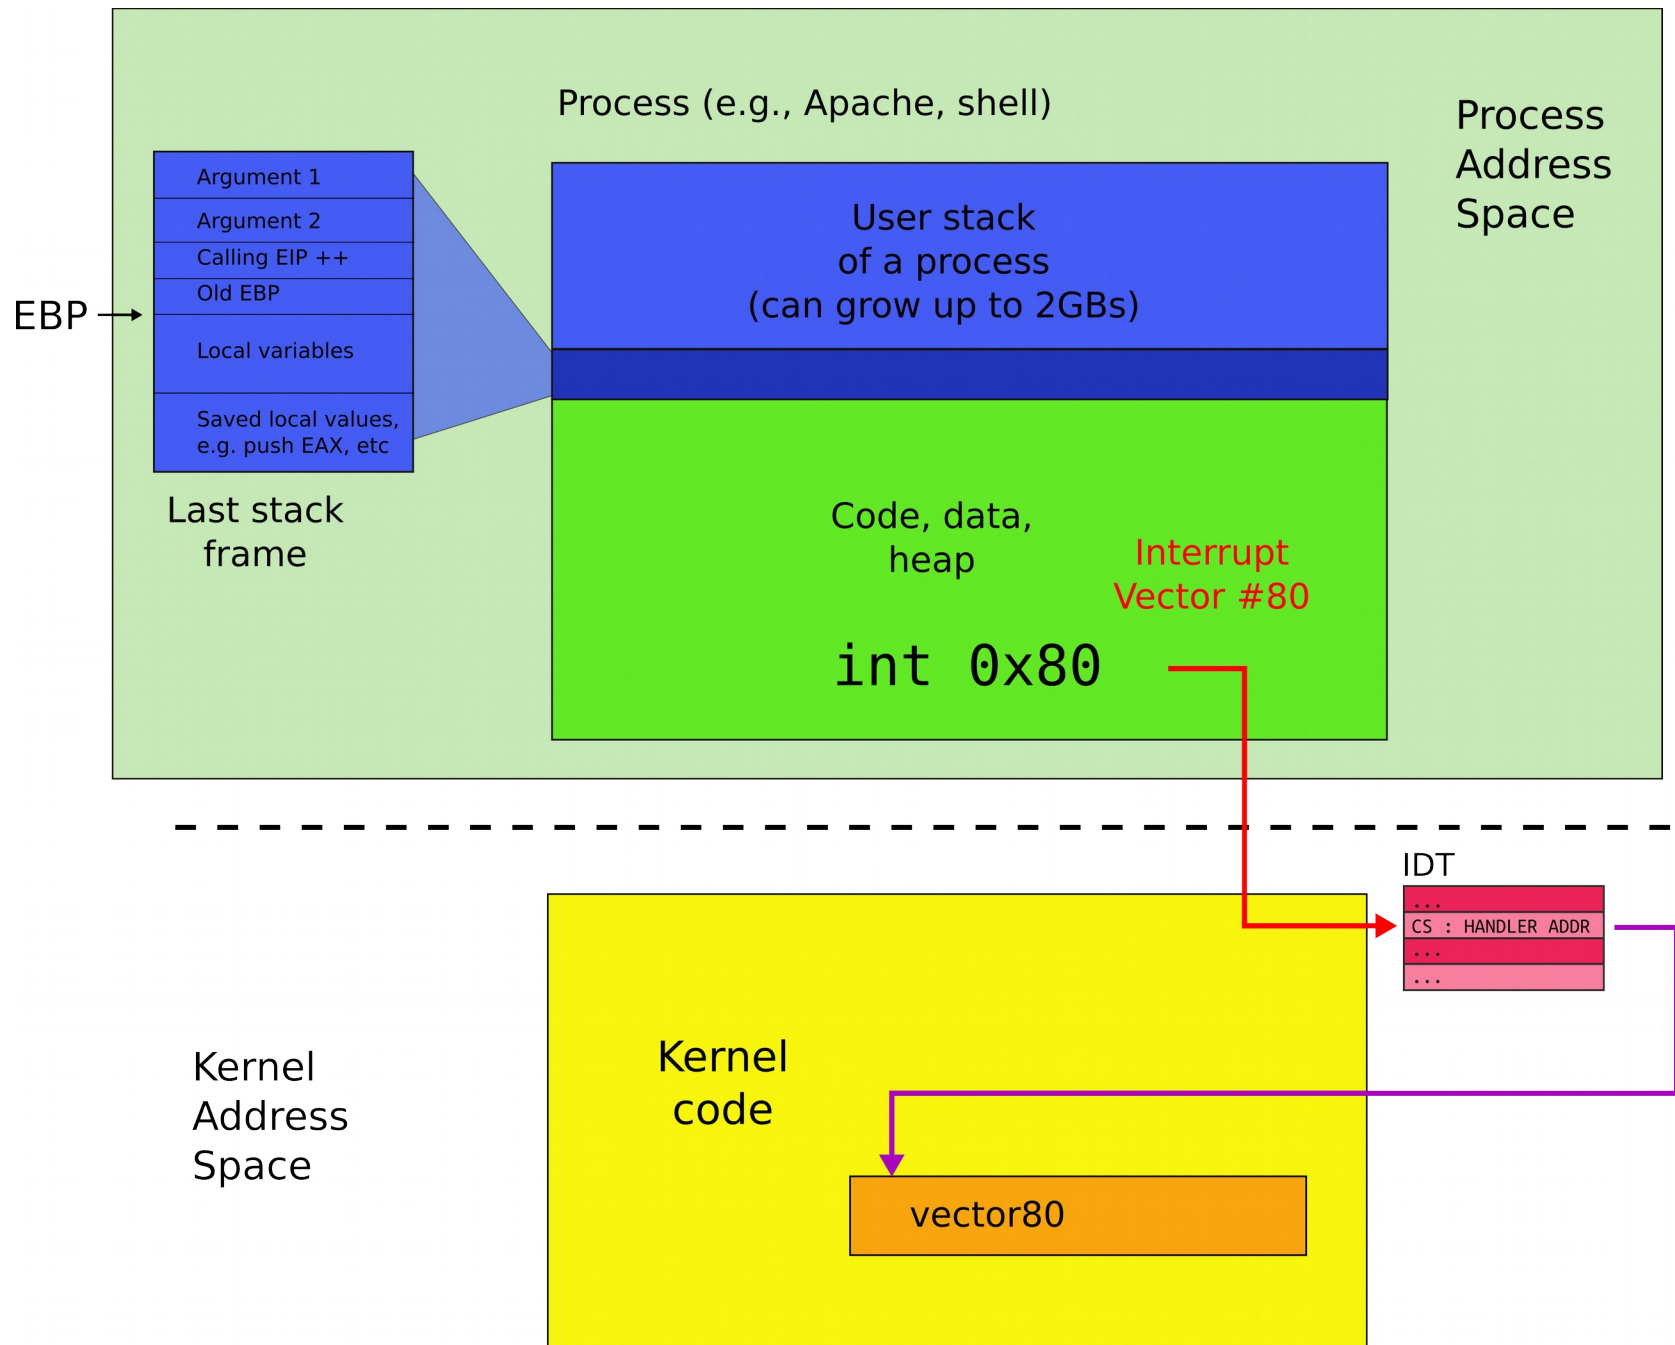 Process (e.g., Apache, shell)
Process
Address
Space
Argument 1
Argument 2
Calling EIP ++
Old EBP
EBP
Local variables
Saved local values,
e.g. push EAX, etc
Last stack
frame
User stack
of a process
(can grow up to 2GBs)
Code, data,
heap
Interrupt
Vector #80
int 0x80
IDT
...
CS : HANDLER ADDR
...
...
Kernel
Address
Space
Kernel
code
vector80